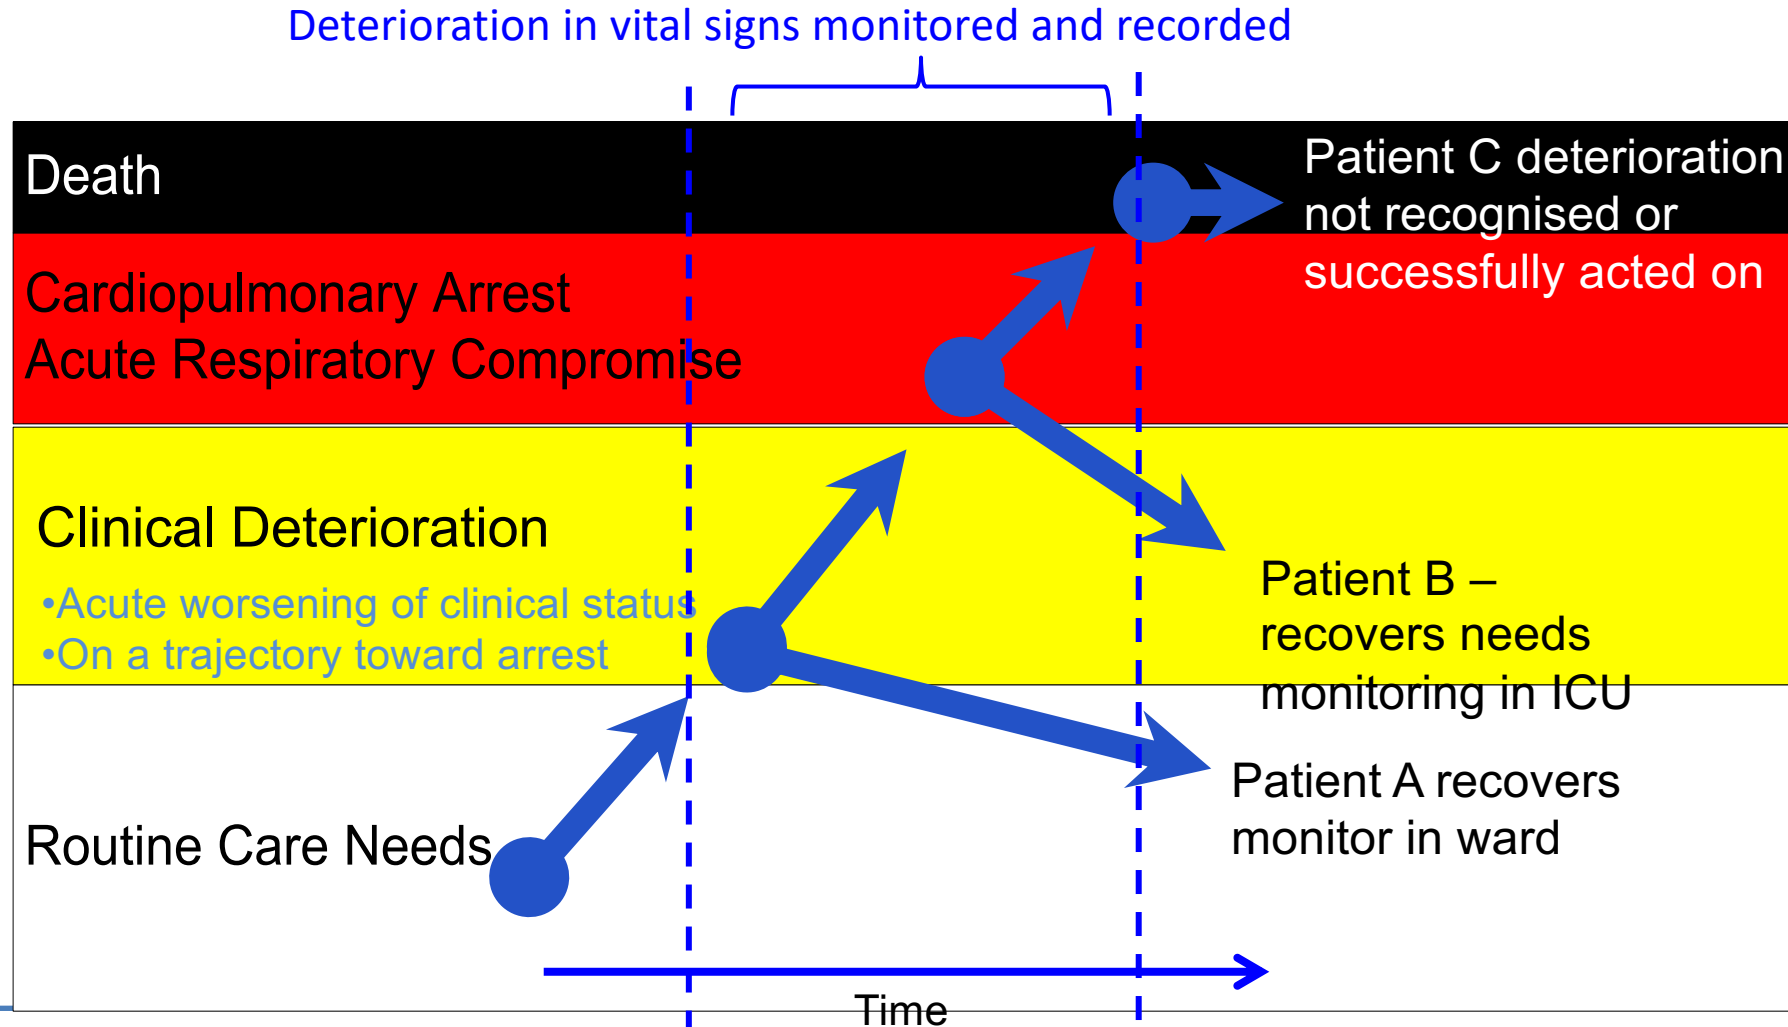 Deterioration in vital signs monitored and recorded
Death
Patient C deterioration
not recognised or
successfully acted on
Cardiopulmonary Arrest
Acute Respiratory Compromise
Clinical Deterioration
•Acute worsening of clinical status
•On a trajectory toward arrest
Patient B –
recovers needs
monitoring in ICU
Patient A recovers
monitor in ward
Routine Care Needs
Time